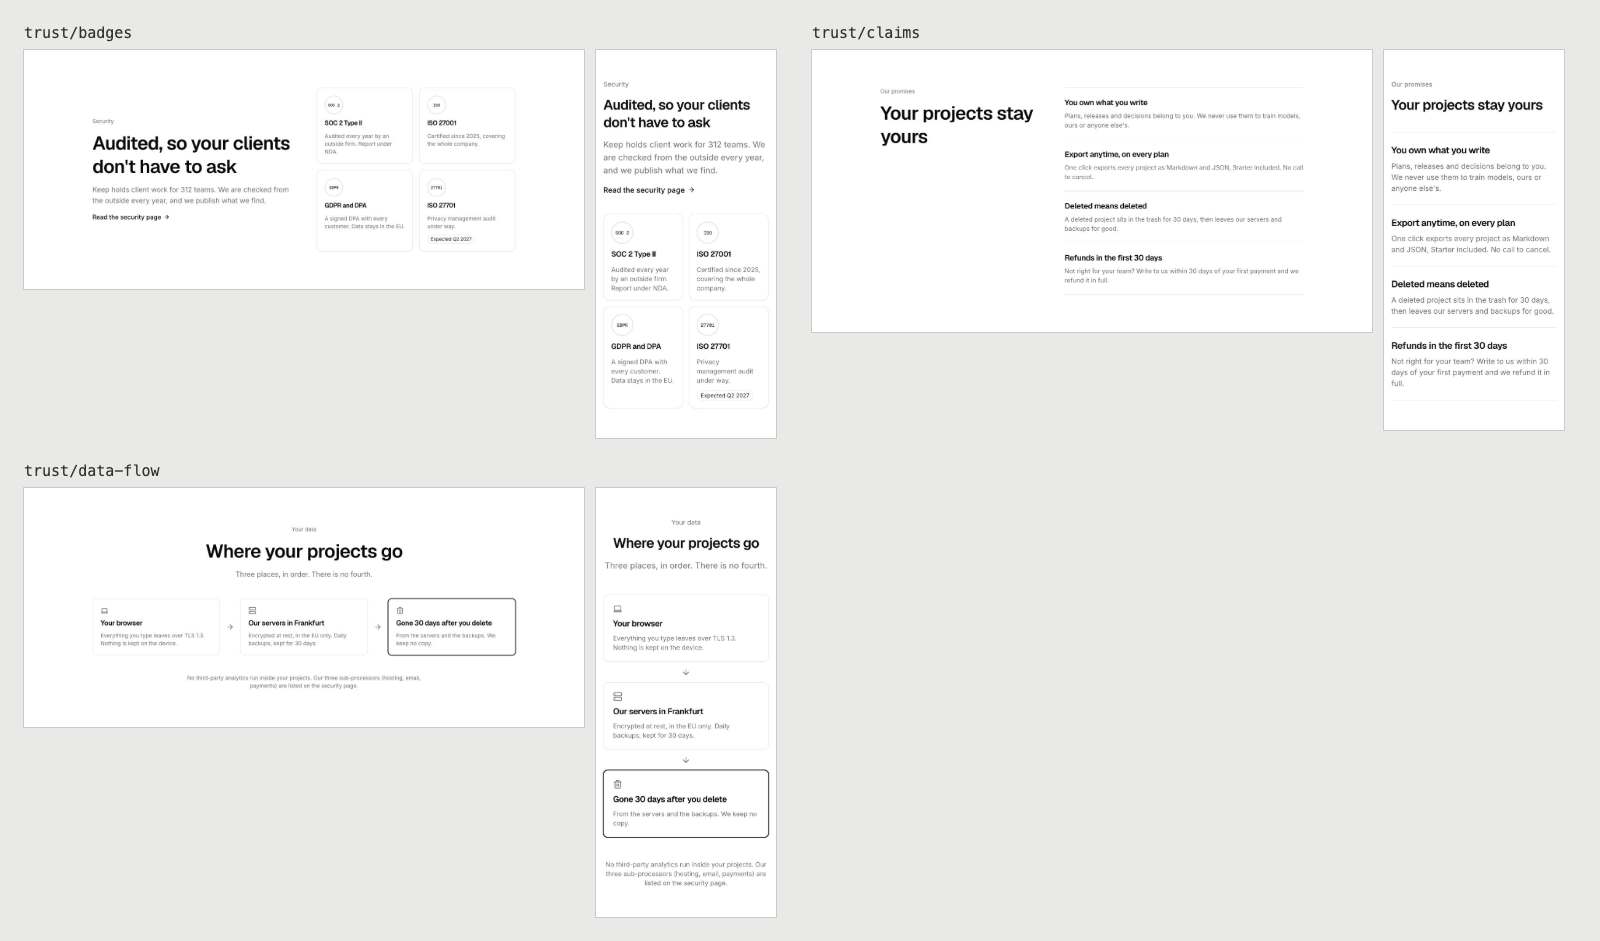 trust/badges
Security
Audited, so your clients
don't have to ask
Keep holds client work for 312 teams. We are checked from
the outside every year, and we publish what we find.
Read the security page →
SOC 2
SOC 2 Type II
Audited every year by an
outside firm. Report under
NDA.
ISO
ISO 27001
Certified since 2025, covering
the whole company.
GDPR
GDPR and DPA
A signed DPA with every
customer. Data stays in the EU.
27701
ISO 27701
Privacy management audit
under way.
Expected Q2 2027
Security
Audited, so your clients
don't have to ask
Keep holds client work for 312 teams. We
are checked from the outside every year,
and we publish what we find.
Read the security page →
SOC 2
SOC 2 Type II
Audited every year
by an outside firm.
Report under NDA.
ISO
ISO 27001
Certified since 2025,
covering the whole
company.
GDPR
GDPR and DPA
A signed DPA with
every customer.
Data stays in the EU.
27701
ISO 27701
Privacy
management audit
under way.
Expected Q2 2027
trust/claims
Our promises
Your projects stay
yours
You own what you write
Plans, releases and decisions belong to you. We never use them to train models,
ours or anyone else's.
Export anytime, on every plan
One click exports every project as Markdown and JSON, Starter included. No call
to cancel.
Deleted means deleted
A deleted project sits in the trash for 30 days, then leaves our servers and
backups for good.
Refunds in the first 30 days
Not right for your team? Write to us within 30 days of your first payment and we
refund it in full.
Our promises
Your projects stay yours
You own what you write
Plans, releases and decisions belong to you.
We never use them to train models, ours or
anyone else's.
Export anytime, on every plan
One click exports every project as Markdown
and JSON, Starter included. No call to cancel.
Deleted means deleted
A deleted project sits in the trash for 30 days,
then leaves our servers and backups for good.
Refunds in the first 30 days
Not right for your team? Write to us within 30
days of your first payment and we refund it in
full.
trust/data-flow
Your data
Where your projects go
Three places, in order. There is no fourth.
Your browser
Everything you type leaves over TLS 1.3.
Nothing is kept on the device.
→
Our servers in Frankfurt
Encrypted at rest, in the EU only. Daily
backups, kept for 30 days.
→
Gone 30 days after you delete
From the servers and the backups. We
keep no copy.
No third-party analytics run inside your projects. Our three sub-processors (hosting, email,
payments) are listed on the security page.
Your data
Where your projects go
Three places, in order. There is no fourth.
Your browser
Everything you type leaves over TLS 1.3.
Nothing is kept on the device.
↓
Our servers in Frankfurt
Encrypted at rest, in the EU only. Daily
backups, kept for 30 days.
↓
Gone 30 days after you delete
From the servers and the backups. We keep no
copy.
No third-party analytics run inside your projects. Our
three sub-processors (hosting, email, payments) are
listed on the security page.